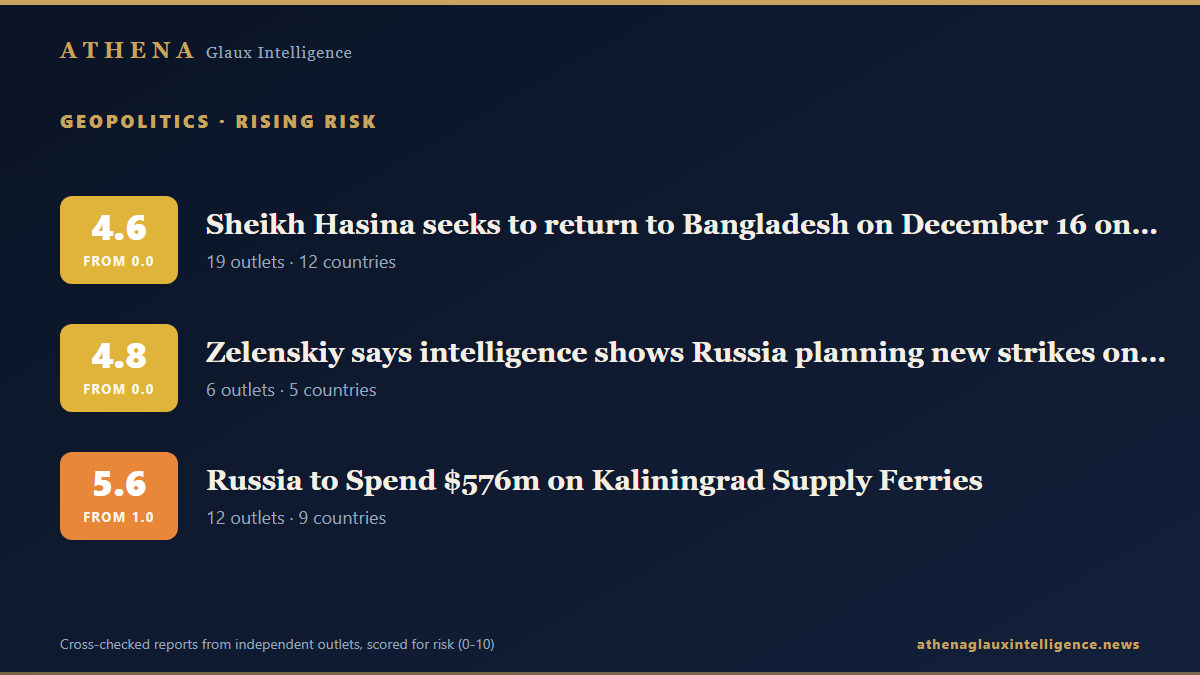 ATHENA Glaux Intelligence
GEOPOLITICS · RISING RISK
4.6
FROM 0.0
Sheikh Hasina seeks to return to Bangladesh on December 16 on...
19 outlets · 12 countries
4.8
FROM 0.0
Zelenskiy says intelligence shows Russia planning new strikes on...
6 outlets · 5 countries
5.6
FROM 1.0
Russia to Spend $576m on Kaliningrad Supply Ferries
12 outlets · 9 countries
Cross-checked reports from independent outlets, scored for risk (0-10)
athenaglauxintelligence.news